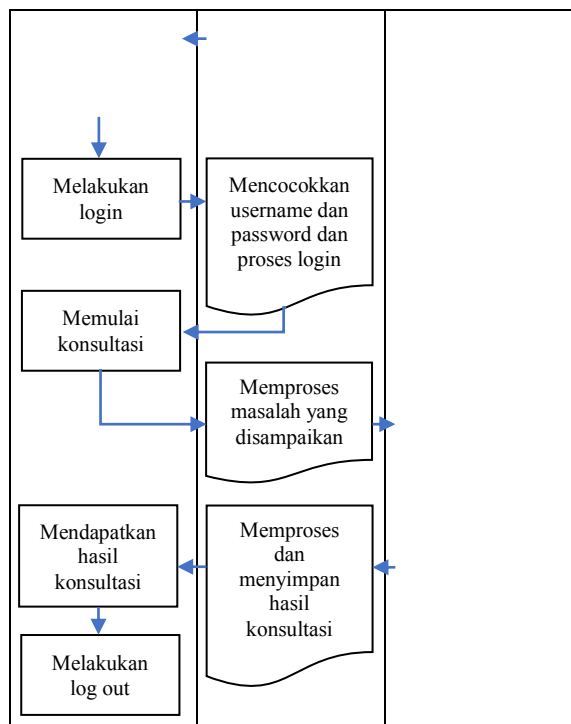 Melakukan
login
Mencocokkan
username dan
password dan
proses login
Memulai
konsultasi
Memproses
masalah yang
disampaikan
Mendapatkan
hasil
konsultasi
Memproses
dan
menyimpan
hasil
konsultasi
Melakukan
log out